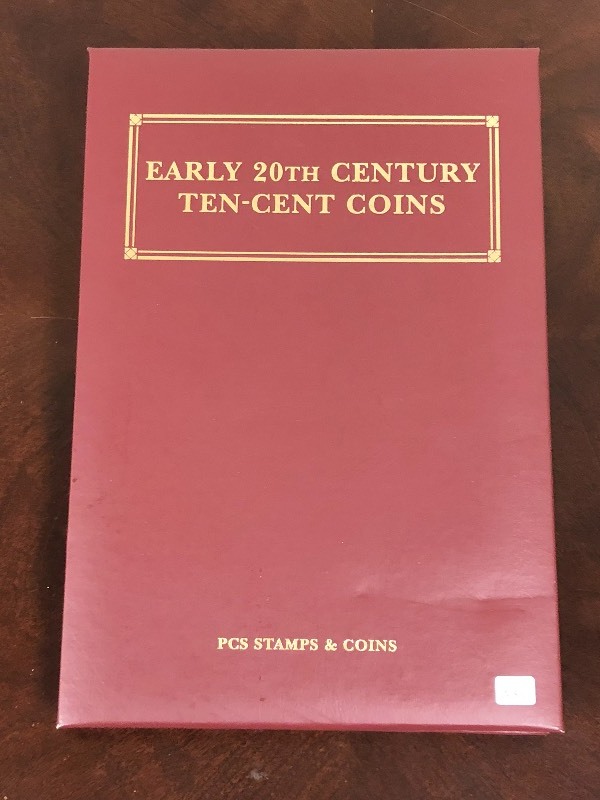 EARLY 20TH CENTURY
TEN-CENT COINS
PCS STAMPS & COINS